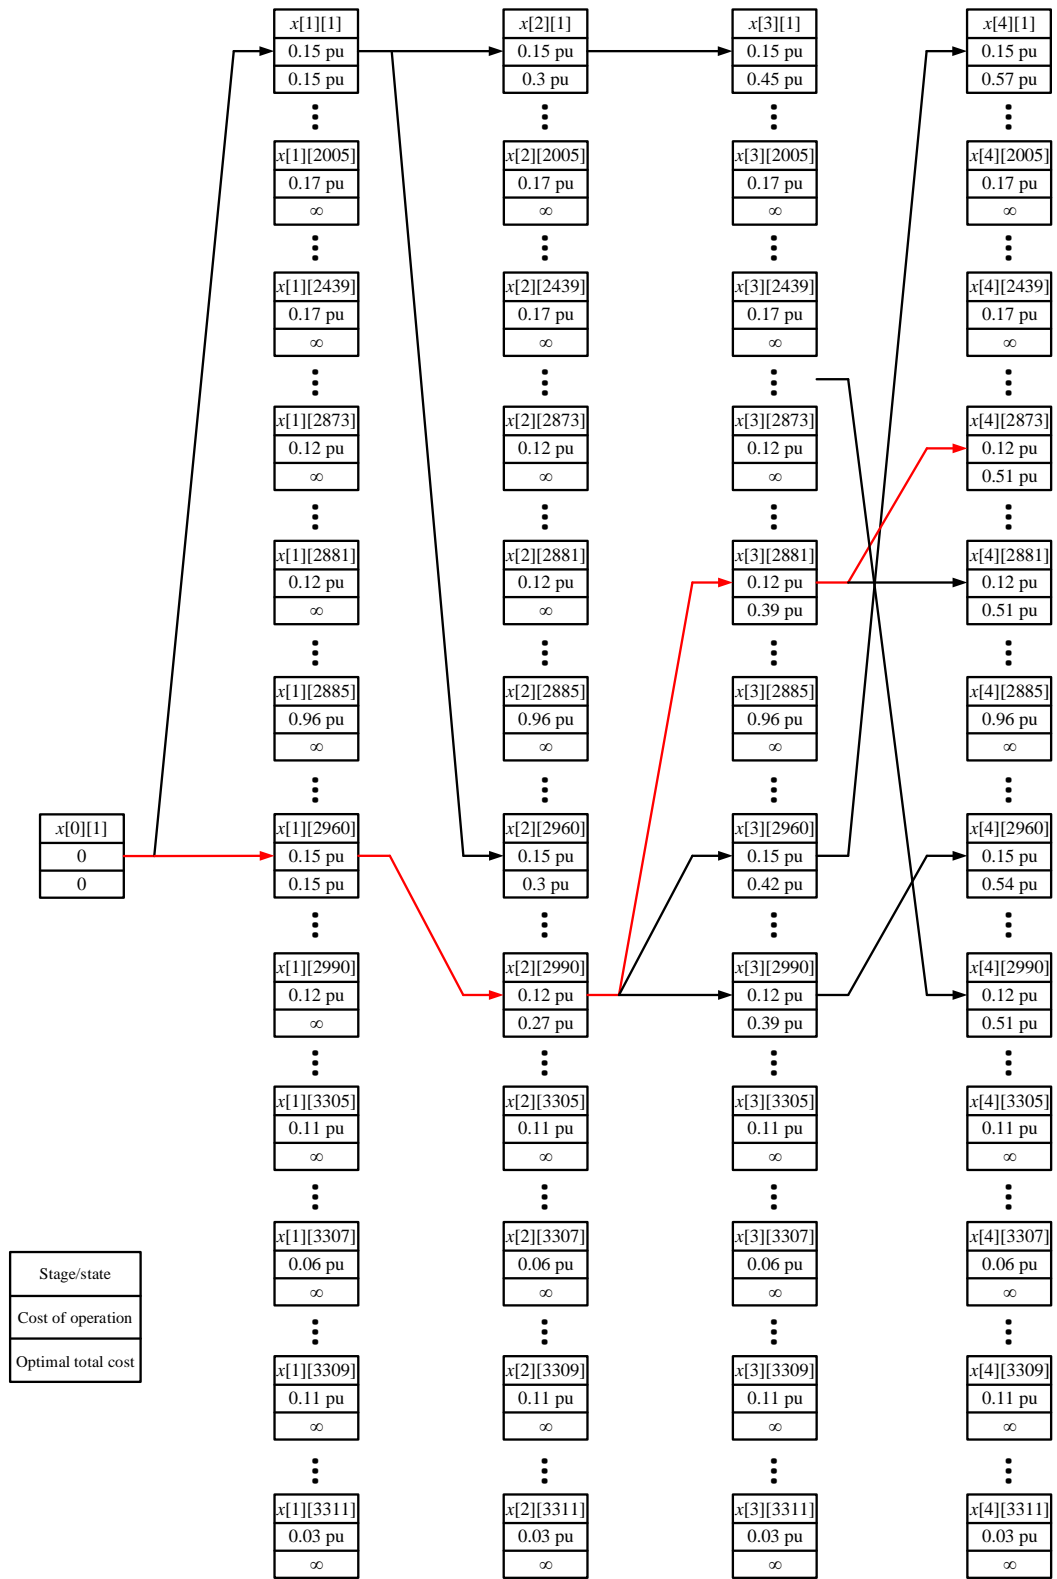 x[1][1] x[2][1] x[3][1] x[4][1]
0.15 pu 0.15 pu 0.15 pu 0.15 pu
0.15 pu 0.3 pu 0.45 pu 0.57 pu
x[1][2005] x[2][2005] x[3][2005] x[4][2005]
0.17 pu 0.17 pu 0.17 pu 0.17 pu
∞ ∞ ∞ ∞
x[1][2439] x[2][2439] x[3][2439] x[4][2439]
0.17 pu 0.17 pu 0.17 pu 0.17 pu
∞ ∞ ∞ ∞
x[1][2873] x[2][2873] x[3][2873] x[4][2873]
0.12 pu 0.12 pu 0.12 pu 0.12 pu
∞ ∞ ∞ 0.51 pu
x[1][2881] x[2][2881] x[3][2881] x[4][2881]
0.12 pu 0.12 pu 0.12 pu 0.12 pu
∞ ∞ 0.39 pu 0.51 pu
x[1][2885] x[2][2885] x[3][2885] x[4][2885]
0.96 pu 0.96 pu 0.96 pu 0.96 pu
∞ ∞ ∞ ∞
x[0][1] x[1][2960] x[2][2960] x[3][2960] x[4][2960]
0 0.15 pu 0.15 pu 0.15 pu 0.15 pu
0 0.15 pu 0.3 pu 0.42 pu 0.54 pu
x[1][2990] x[2][2990] x[3][2990] x[4][2990]
0.12 pu 0.12 pu 0.12 pu 0.12 pu
∞ 0.27 pu 0.39 pu 0.51 pu
x[1][3305] x[2][3305] x[3][3305] x[4][3305]
0.11 pu 0.11 pu 0.11 pu 0.11 pu
∞ ∞ ∞ ∞
x[1][3307] x[2][3307] x[3][3307] x[4][3307]
0.06 pu 0.06 pu 0.06 pu 0.06 pu
∞ ∞ ∞ ∞
x[1][3309] x[2][3309] x[3][3309] x[4][3309]
0.11 pu 0.11 pu 0.11 pu 0.11 pu
∞ ∞ ∞ ∞
x[1][3311] x[2][3311] x[3][3311] x[4][3311]
0.03 pu 0.03 pu 0.03 pu 0.03 pu
∞ ∞ ∞ ∞
Stage/state
Cost of operation
Optimal total cost